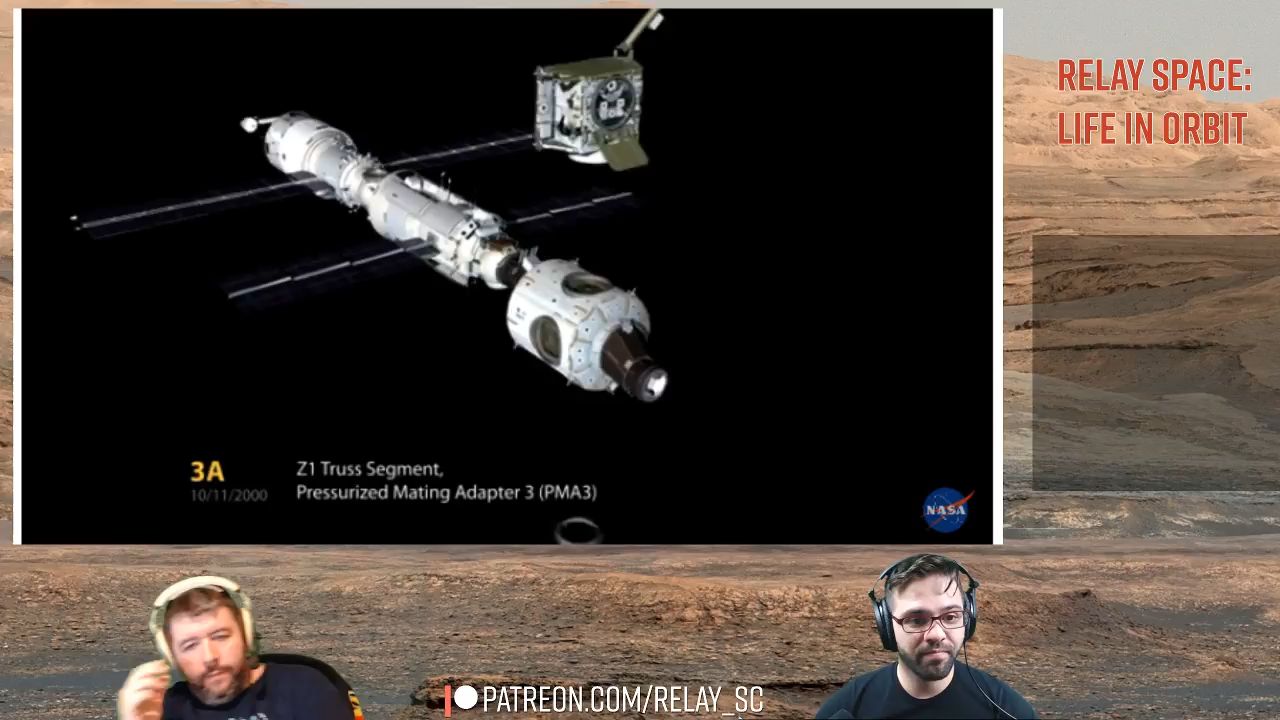 RELAY SPACE:
LIFE IN ORBIT
3A
10/11/2000
Z1 Truss Segment,
Pressurized Mating Adapter 3 (PMA3)
NASA
PATREON.COM/RELAY_SC